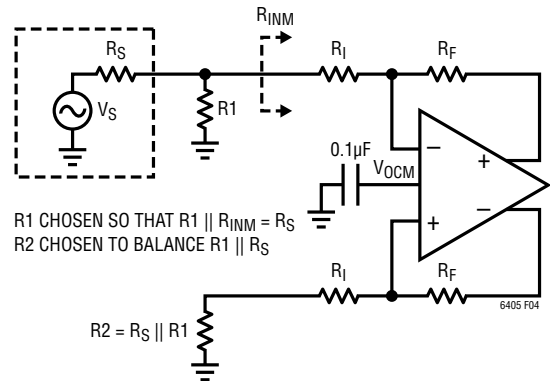 RINM
RS
VS
R1
RI
RF
0.1µF
VOCM
−
+
+
−
R1 CHOSEN SO THAT R1 || RINM = RS
R2 CHOSEN TO BALANCE R1 || RS
RI
RF
6405 F04
R2 = RS || R1